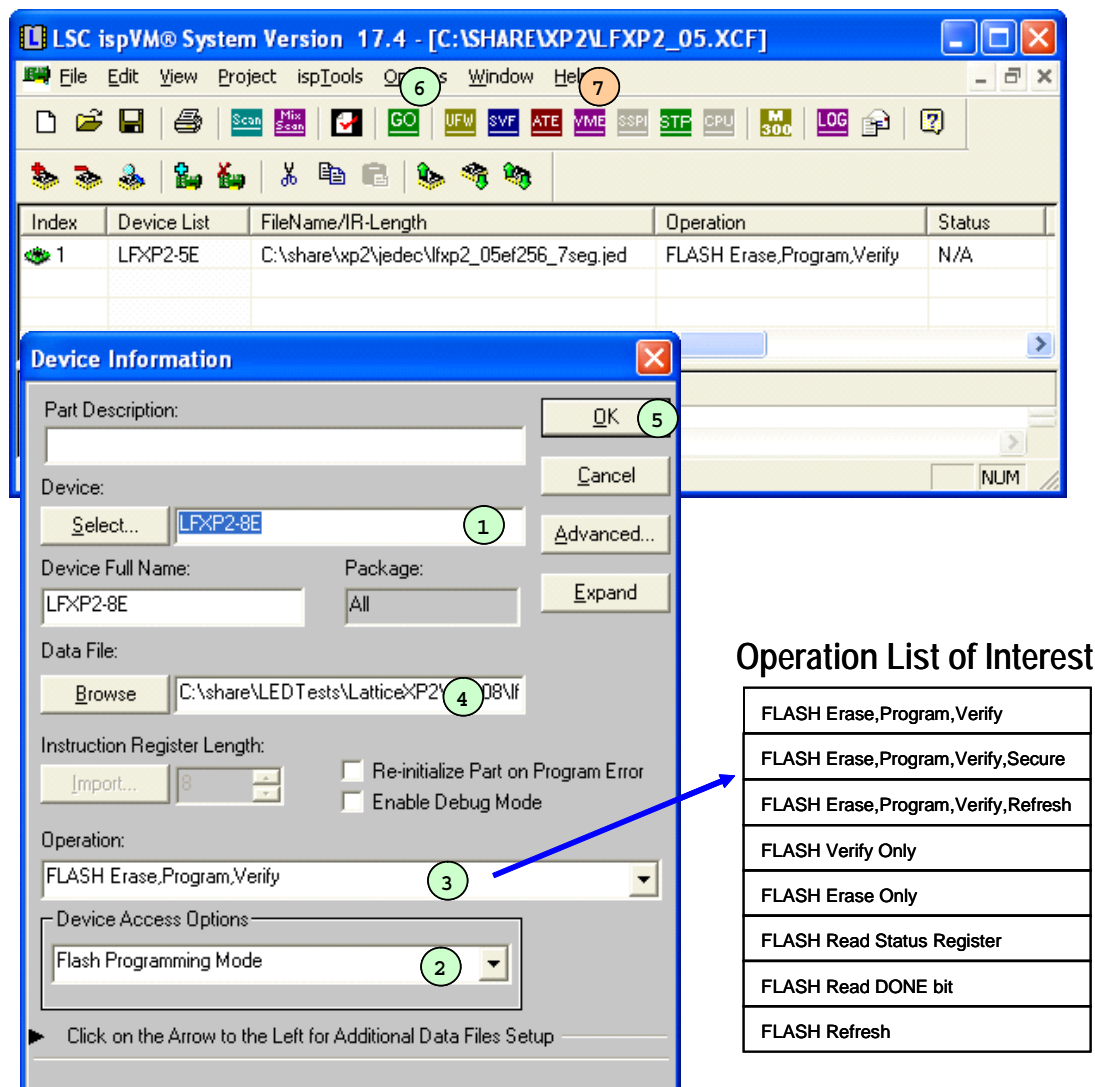 LSC ispVM® System Version 17.4 - [C:\SHARE\XP2\LFXP2_05.XCF]
File Edit View Project ispTools Op s Window Hel
6 7
Scan Mix Scan GO UFW SVF ATE VME SSPI STP CPU M 300 LOG
Index Device List FileName/IR-Length Operation Status
1 LFXP2-5E C:\share\xp2\jedec\lfxp2_05ef256_7seg.jed FLASH Erase,Program,Verify N/A
NUM
Device Information
Part Description:
OK 5
Cancel
Device:
Select... LFXP2-8E 1
Advanced...
Device Full Name: Package:
LFXP2-8E All
Expand
Data File:
Browse C:\share\LEDTests\LatticeXP2\ 4 08\lf
Instruction Register Length:
Import... 8
Re-initialize Part on Program Error
Enable Debug Mode
Operation:
FLASH Erase,Program,Verify 3
Device Access Options
Flash Programming Mode 2
Click on the Arrow to the Left for Additional Data Files Setup
Operation List of Interest
FLASH Erase,Program,Verify
FLASH Erase,Program,Verify,Secure
FLASH Erase,Program,Verify,Refresh
FLASH Verify Only
FLASH Erase Only
FLASH Read Status Register
FLASH Read DONE bit
FLASH Refresh